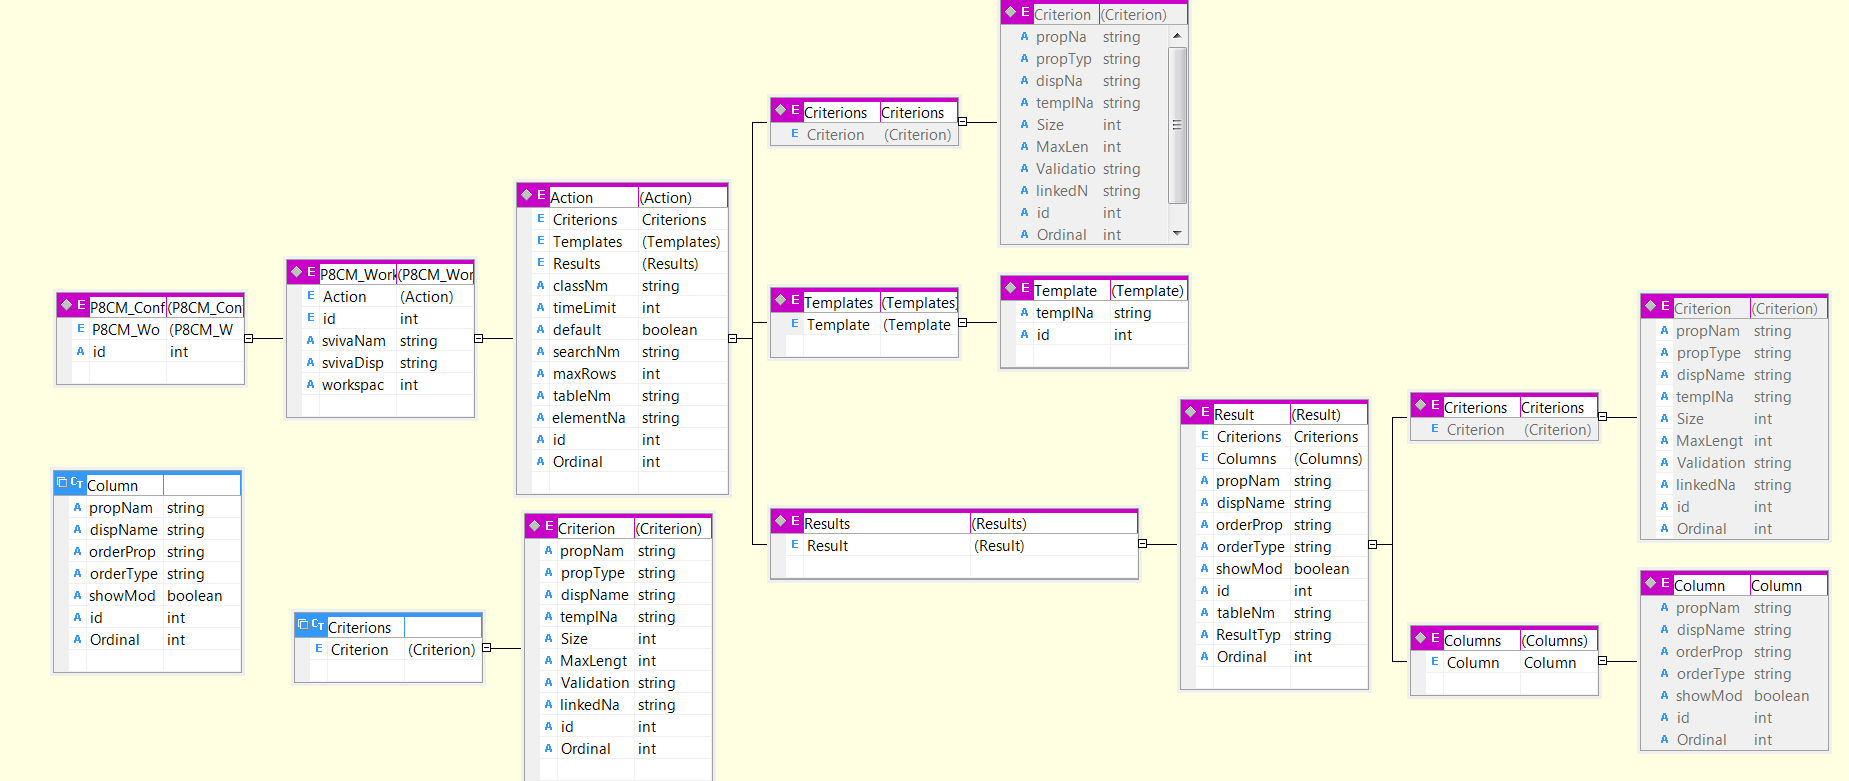 E P8CM_Conf (P8CM_Con
E P8CM_Wo (P8CM_W
A id int
E P8CM_Work (P8CM_Wor
E Action (Action)
E id int
A svivaNam string
A svivaDisp string
A workspac int
E Action (Action)
E Criterions Criterions
E Templates (Templates)
E Results (Results)
A classNm string
A timeLimit int
A default boolean
A searchNm string
A maxRows int
A tableNm string
A elementNa string
A id int
A Ordinal int
E Criterions Criterions
E Criterion (Criterion)
E Criterion (Criterion)
A propNa string
A propTyp string
A dispNa string
A templNa string
A Size int
A MaxLen int
A Validatio string
A linkedN string
A id int
A Ordinal int
E Templates (Templates)
E Template (Template
E Template (Template)
A templNa string
A id int
E Results (Results)
E Result (Result)
E Result (Result)
E Criterions Criterions
E Columns (Columns)
A propNam string
A dispName string
A orderProp string
A orderType string
A showMod boolean
A id int
A tableNm string
A ResultTyp string
A Ordinal int
E Criterions Criterions
E Criterion (Criterion)
E Criterion (Criterion)
A propNam string
A propType string
A dispName string
A templNa string
A Size int
A MaxLengt int
A Validation string
A linkedNa string
A id int
A Ordinal int
E Columns (Columns)
E Column Column
E Column Column
A propNam string
A dispName string
A orderProp string
A orderType string
A showMod boolean
A id int
A Ordinal int
CT Column
A propNam string
A dispName string
A orderProp string
A orderType string
A showMod boolean
A id int
A Ordinal int
CT Criterions
E Criterion (Criterion)
E Criterion (Criterion)
A propNam string
A propType string
A dispName string
A templNa string
A Size int
A MaxLengt int
A Validation string
A linkedNa string
A id int
A Ordinal int